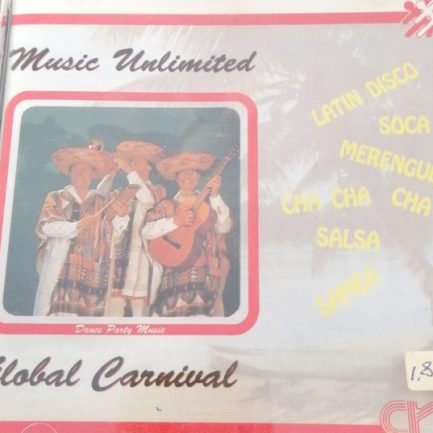 Music Unlimited
LATIN DISCO
SOCA
MERENGUE
CHA CHA CHA
SALSA
SAMBA
Dance Party Music
Global Carnival
1,8